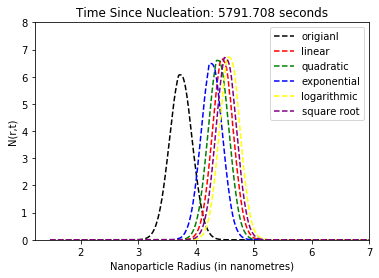 Time Since Nucleation: 5791.708 seconds
8
7
6
5
4
3
2
1
0
N(r,t)
origianl
linear
quadratic
exponential
logarithmic
square root
2 3 4 5 6 7
Nanoparticle Radius (in nanometres)